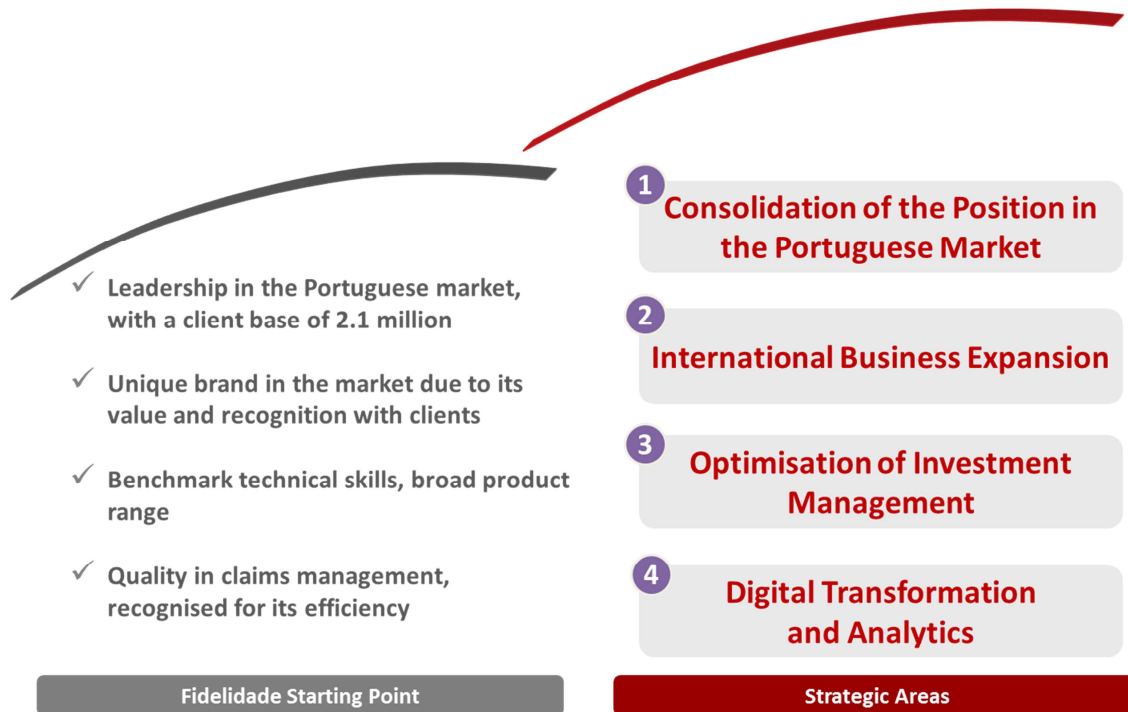 Leadership in the Portuguese market,
with a client base of 2.1 million
Unique brand in the market due to its
value and recognition with clients
Benchmark technical skills, broad product
range
Quality in claims management,
recognised for its efficiency
Fidelidade Starting Point
1
Consolidation of the Position in
the Portuguese Market
2
International Business Expansion
3
Optimisation of Investment
Management
4
Digital Transformation
and Analytics
Strategic Areas